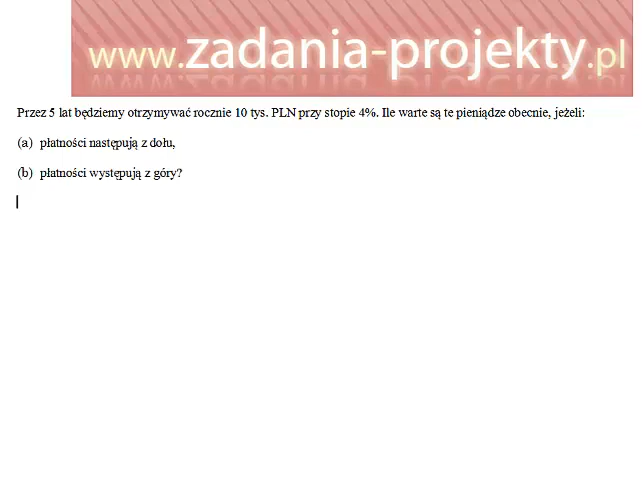 www.zadania-projekty.pl
Przez 5 lat będziemy otrzymywać rocznie 10 tys. PLN przy stopie 4%. Ile warte są te pieniądze obecnie, jeżeli:
(a) płatności następują z dołu,
(b) płatności występują z góry?